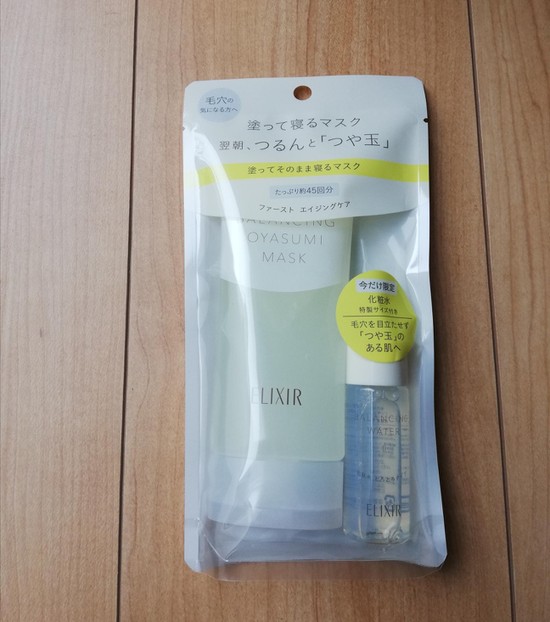 毛穴の
気になる方へ
塗って寝るマスク
翌朝、つるんと「つや玉」
塗ってそのまま寝るマスク
たっぷり約45回分
ファースト エイジングケア
BALANCING
OYASUMI
MASK
ELIXIR
今だけ限定
化粧水
特製サイズ付き
毛穴を目立たせず
「つや玉」の
ある肌へ
BALANCING
WATER
ELIXIR